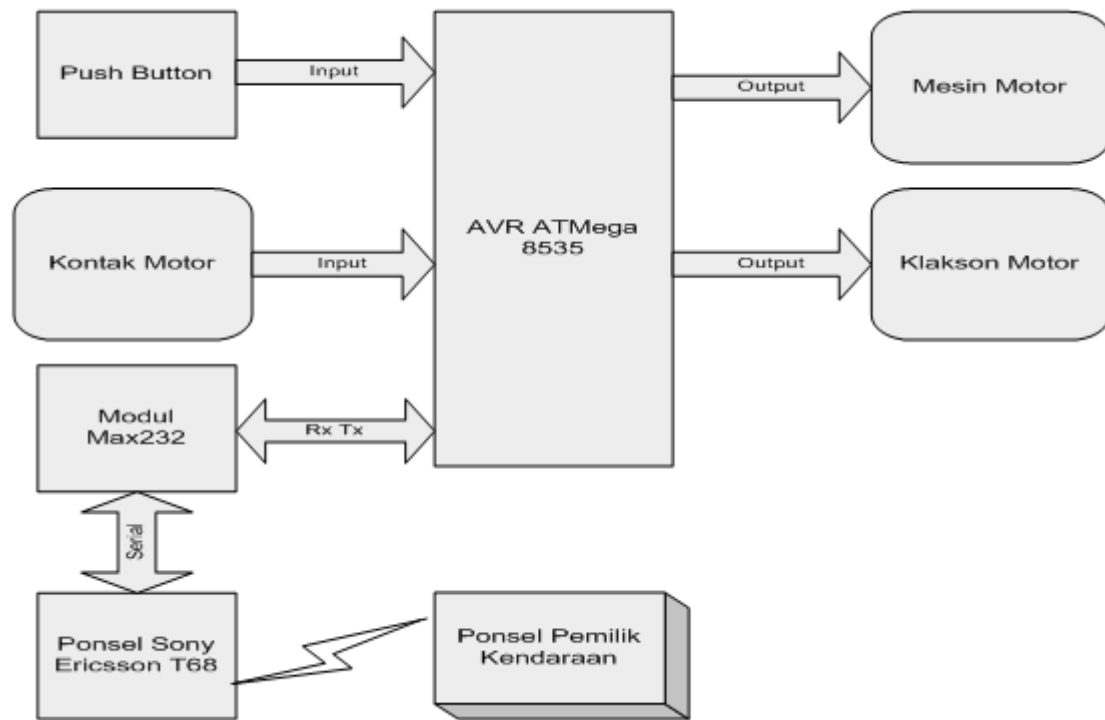 Push Button
Input
AVR ATMega
8535
Output
Mesin Motor
Kontak Motor
Input
Output
Klakson Motor
Modul
Max232
Rx Tx
Serial
Ponsel Sony
Ericsson T68
Ponsel Pemilik
Kendaraan